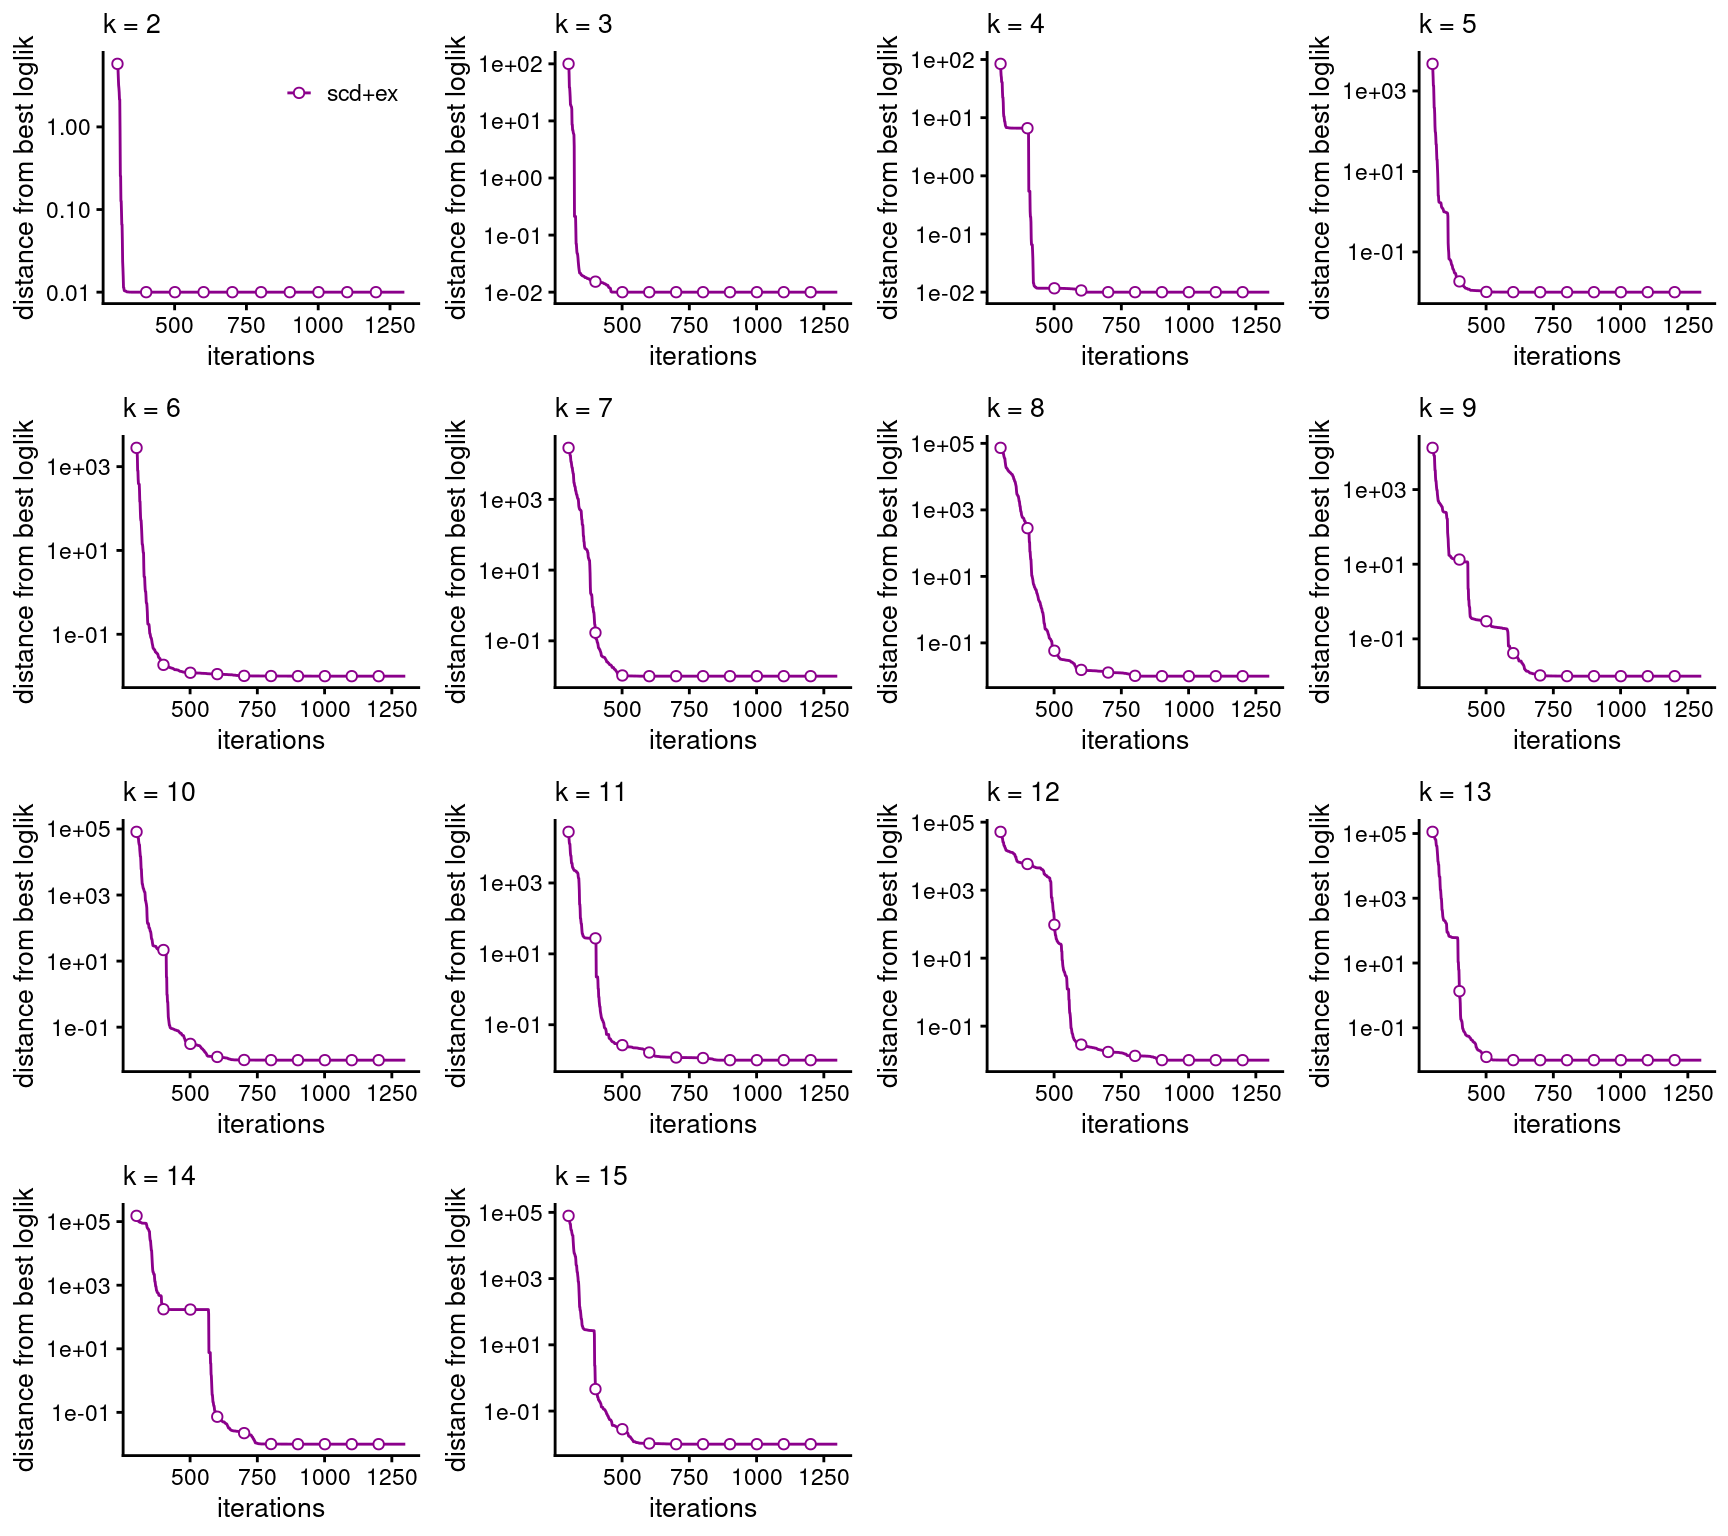 k = 2
distance from best loglik
1.00
0.10
0.01
scd+ex
500 750 1000 1250
iterations
k = 3
distance from best loglik
1e+02
1e+01
1e+00
1e-01
1e-02
500 750 1000 1250
iterations
k = 4
distance from best loglik
1e+02
1e+01
1e+00
1e-01
1e-02
500 750 1000 1250
iterations
k = 5
distance from best loglik
1e+03
1e+01
1e-01
500 750 1000 1250
iterations
k = 6
distance from best loglik
1e+03
1e+01
1e-01
500 750 1000 1250
iterations
k = 7
distance from best loglik
1e+03
1e+01
1e-01
500 750 1000 1250
iterations
k = 8
distance from best loglik
1e+05
1e+03
1e+01
1e-01
500 750 1000 1250
iterations
k = 9
distance from best loglik
1e+03
1e+01
1e-01
500 750 1000 1250
iterations
k = 10
distance from best loglik
1e+05
1e+03
1e+01
1e-01
500 750 1000 1250
iterations
k = 11
distance from best loglik
1e+03
1e+01
1e-01
500 750 1000 1250
iterations
k = 12
distance from best loglik
1e+05
1e+03
1e+01
1e-01
500 750 1000 1250
iterations
k = 13
distance from best loglik
1e+05
1e+03
1e+01
1e-01
500 750 1000 1250
iterations
k = 14
distance from best loglik
1e+05
1e+03
1e+01
1e-01
500 750 1000 1250
iterations
k = 15
distance from best loglik
1e+05
1e+03
1e+01
1e-01
500 750 1000 1250
iterations